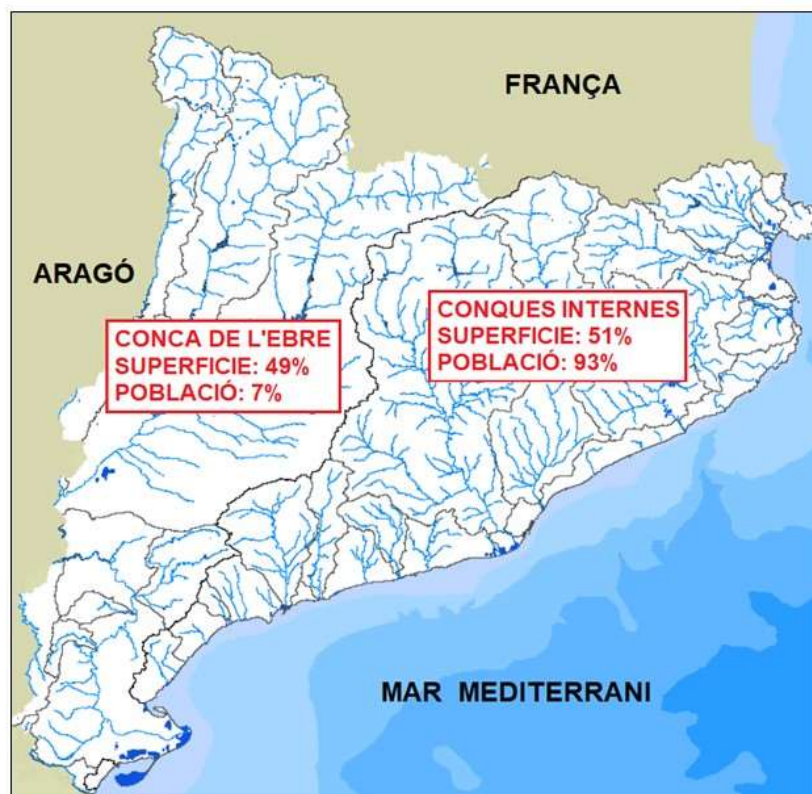 FRANÇA
ARAGÓ
CONQUES INTERNES
SUPERFICIE: 51%
POBLACIÓ: 93%
CONCA DE L'EBRE
SUPERFICIE: 49%
POBLACIÓ: 7%
MAR MEDITERRANI